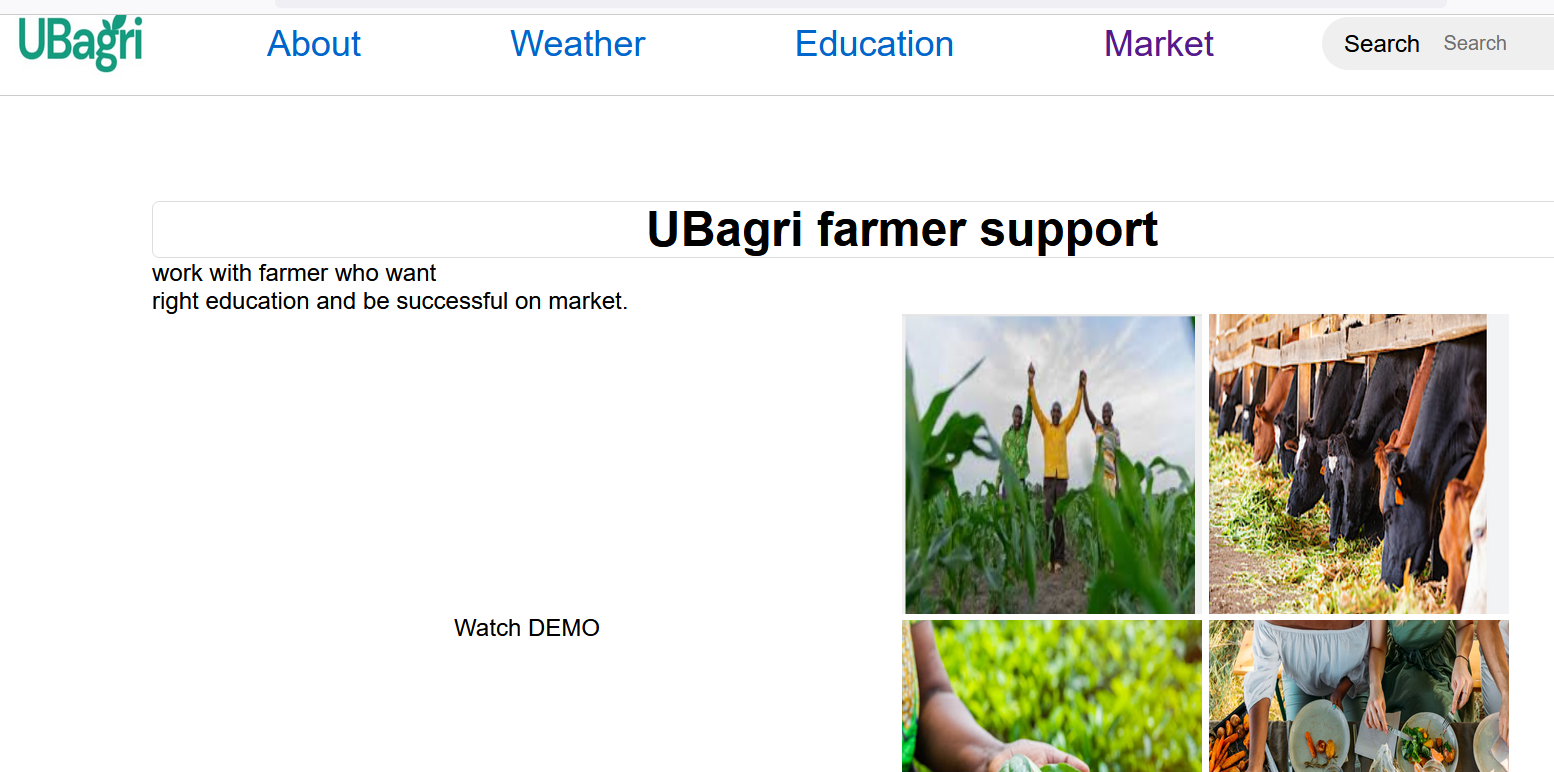 UBagri
About
Weather
Education
Market
Search
Search
UBagri farmer support
work with farmer who want
right education and be successful on market.
Watch DEMO